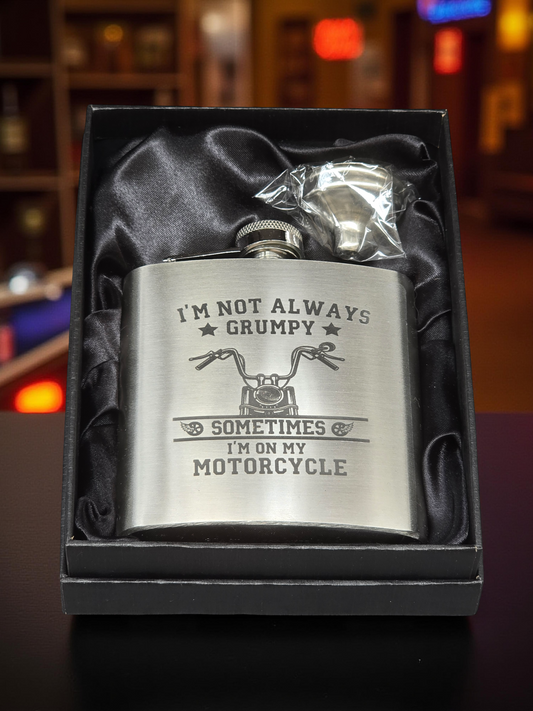 I'M NOT ALWAYS
GRUMPY
SOMETIMES
I'M ON MY
MOTORCYCLE